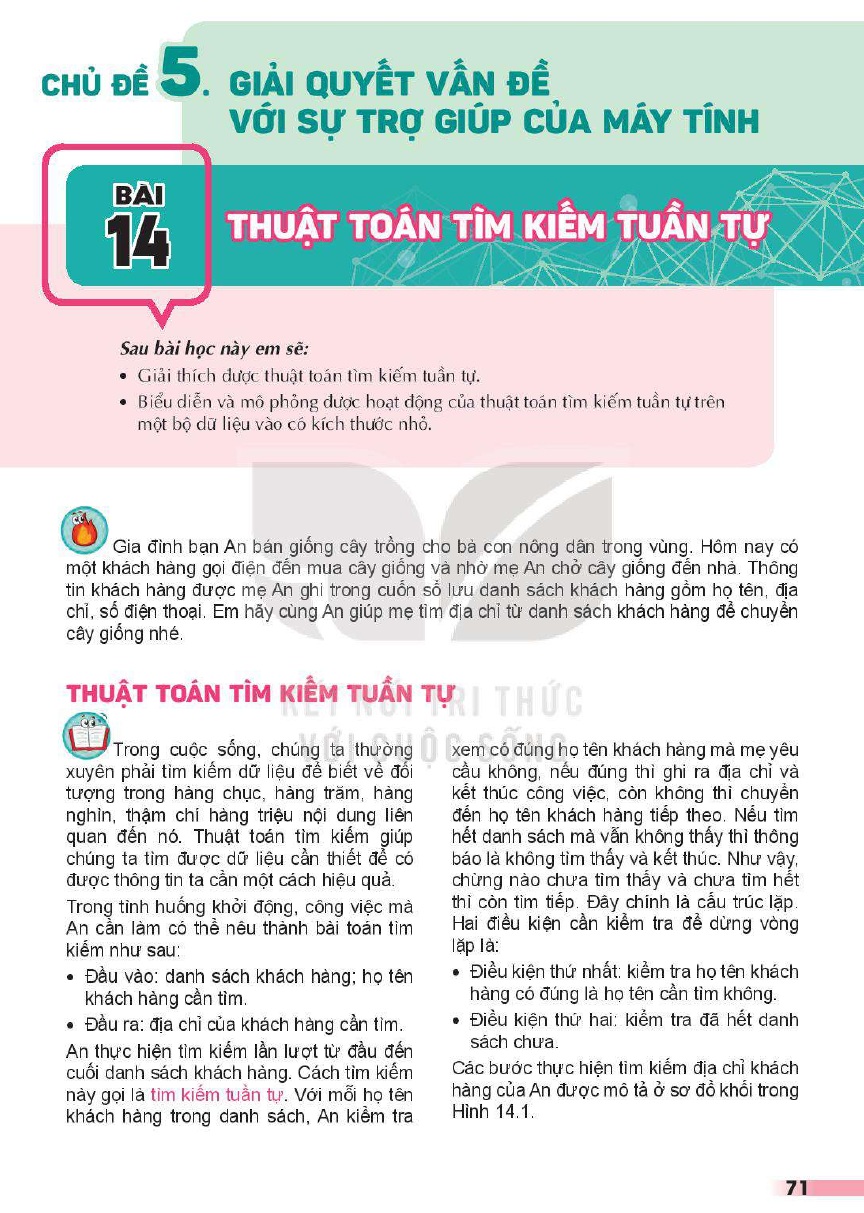 CHỦ ĐỀ 5. GIẢI QUYẾT VẤN ĐỀ
VỚI SỰ TRỢ GIÚP CỦA MÁY TÍNH
BÀI
14
THUẬT TOÁN TÌM KIẾM TUẦN TỰ
Sau bài học này em sẽ:
• Giải thích được thuật toán tìm kiếm tuần tự.
• Biểu diễn và mô phỏng được hoạt động của thuật toán tìm kiếm tuần tự trên
một bộ dữ liệu vào có kích thước nhỏ.
Gia đình bạn An bán giống cây trồng cho bà con nông dân trong vùng. Hôm nay có
một khách hàng gọi điện đến mua cây giống và nhờ mẹ An chở cây giống đến nhà. Thông
tin khách hàng được mẹ An ghi trong cuốn sổ lưu danh sách khách hàng gồm họ tên, địa
chỉ, số điện thoại. Em hãy cùng An giúp mẹ tìm địa chỉ từ danh sách khách hàng để chuyển
cây giống nhé.
THUẬT TOÁN TÌM KIẾM TUẦN TỰ
KẾT NỐI TRI THỨC
VỚI CUỘC SỐNG
Trong cuộc sống, chúng ta thường
xuyên phải tìm kiếm dữ liệu để biết về đối
tượng trong hàng chục, hàng trăm, hàng
nghìn, thậm chí hàng triệu nội dung liên
quan đến nó. Thuật toán tìm kiếm giúp
chúng ta tìm được dữ liệu cần thiết để có
được thông tin ta cần một cách hiệu quả.
Trong tình huống khởi động, công việc mà
An cần làm có thể nêu thành bài toán tìm
kiếm như sau:
• Đầu vào: danh sách khách hàng; họ tên
khách hàng cần tìm.
• Đầu ra: địa chỉ của khách hàng cần tìm.
An thực hiện tìm kiếm lần lượt từ đầu đến
cuối danh sách khách hàng. Cách tìm kiếm
này gọi là tìm kiếm tuần tự. Với mỗi họ tên
khách hàng trong danh sách, An kiểm tra
xem có đúng họ tên khách hàng mà mẹ yêu
cầu không, nếu đúng thì ghi ra địa chỉ và
kết thúc công việc, còn không thì chuyển
đến họ tên khách hàng tiếp theo. Nếu tìm
hết danh sách mà vẫn không thấy thì thông
báo là không tìm thấy và kết thúc. Như vậy,
chừng nào chưa tìm thấy và chưa tìm hết
thì còn tìm tiếp. Đây chính là cấu trúc lặp.
Hai điều kiện cần kiểm tra để dừng vòng
lặp là:
• Điều kiện thứ nhất: kiểm tra họ tên khách
hàng có đúng là họ tên cần tìm không.
• Điều kiện thứ hai: kiểm tra đã hết danh
sách chưa.
Các bước thực hiện tìm kiếm địa chỉ khách
hàng của An được mô tả ở sơ đồ khối trong
Hình 14.1.
71